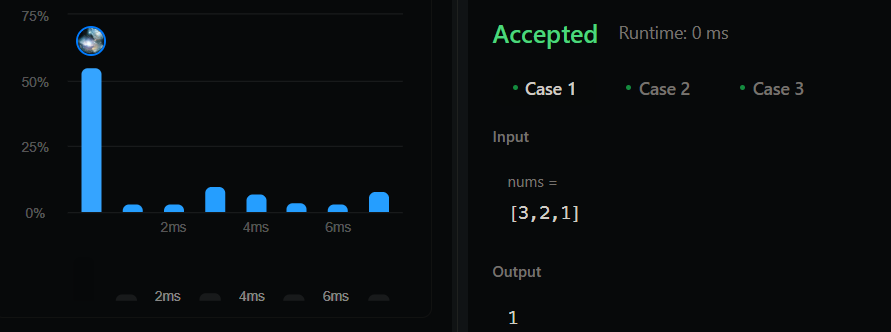 75%
50%
25%
0%
2ms 4ms 6ms
2ms 4ms 6ms
Accepted Runtime: 0 ms
Case 1 Case 2 Case 3
Input
nums =
[3,2,1]
Output
1